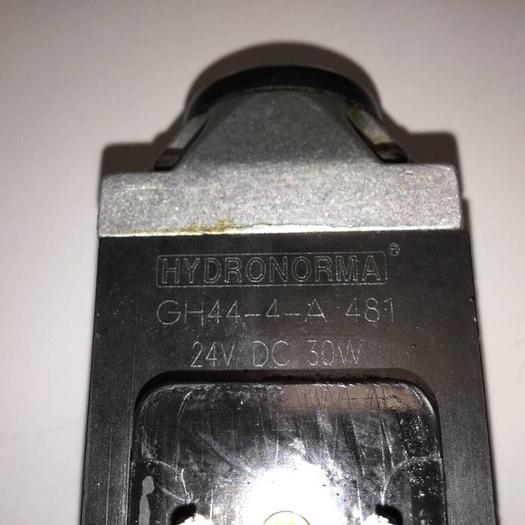 HYDRONORMA®
GH44-4-A 481
24V DC 30W